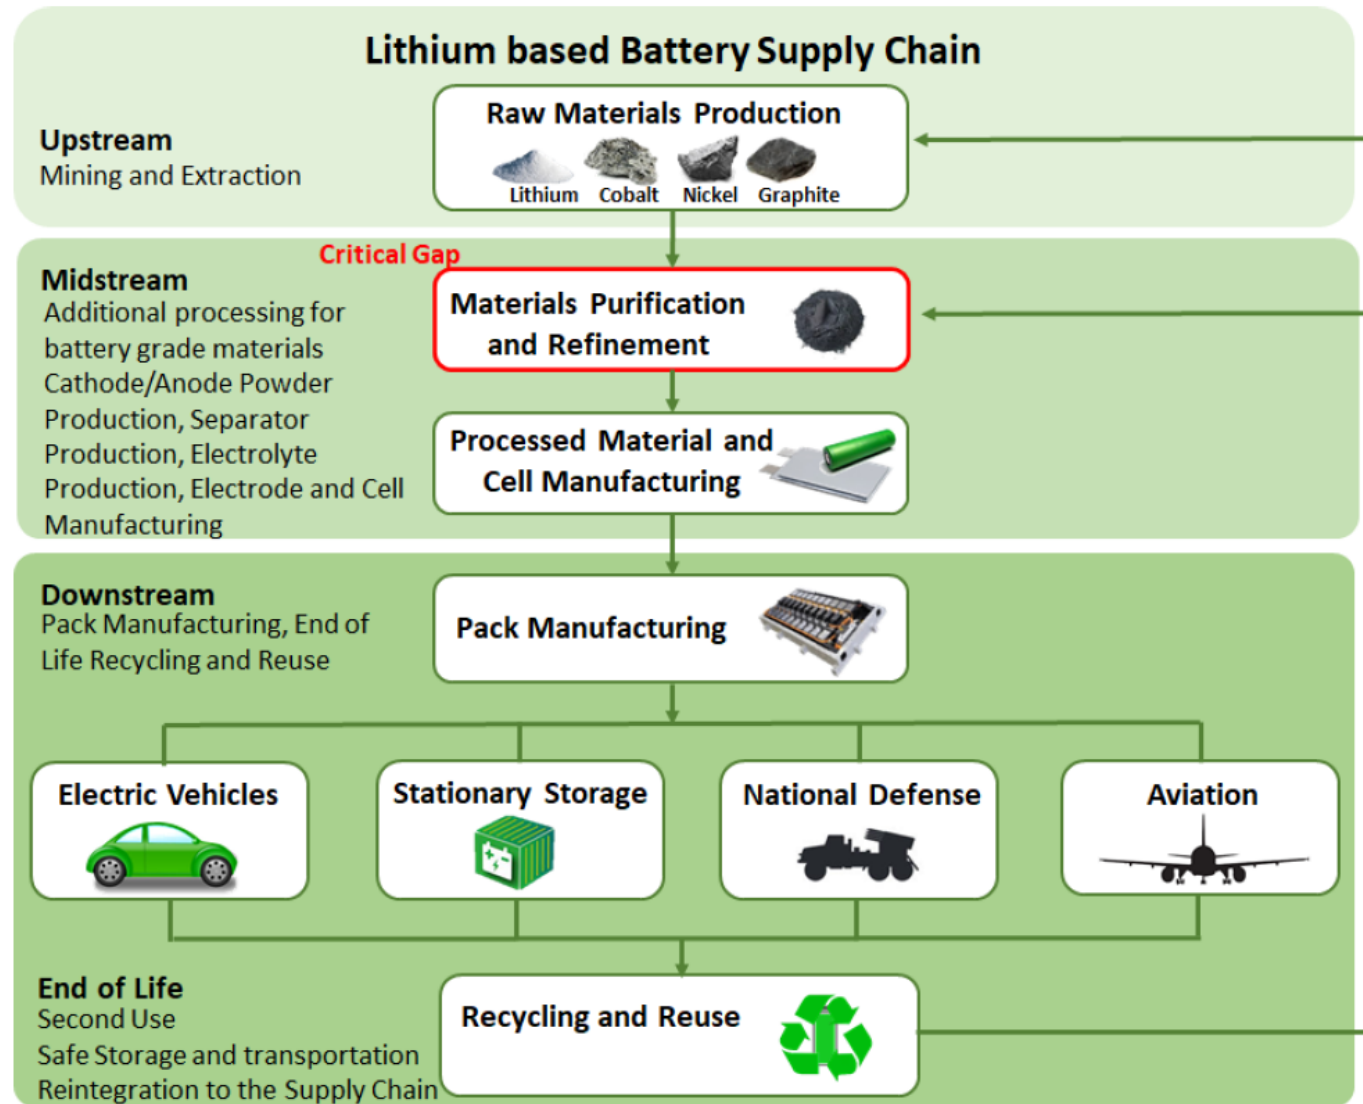 Lithium based Battery Supply Chain
Raw Materials Production
Lithium Cobalt Nickel Graphite
Upstream
Mining and Extraction
Critical Gap
Midstream
Additional processing for
battery grade materials
Cathode/Anode Powder
Production, Separator
Production, Electrolyte
Production, Electrode and Cell
Manufacturing
Materials Purification
and Refinement
Processed Material and
Cell Manufacturing
Downstream
Pack Manufacturing, End of
Life Recycling and Reuse
Pack Manufacturing
Electric Vehicles
Stationary Storage
National Defense
Aviation
End of Life
Second Use
Safe Storage and transportation
Reintegration to the Supply Chain
Recycling and Reuse